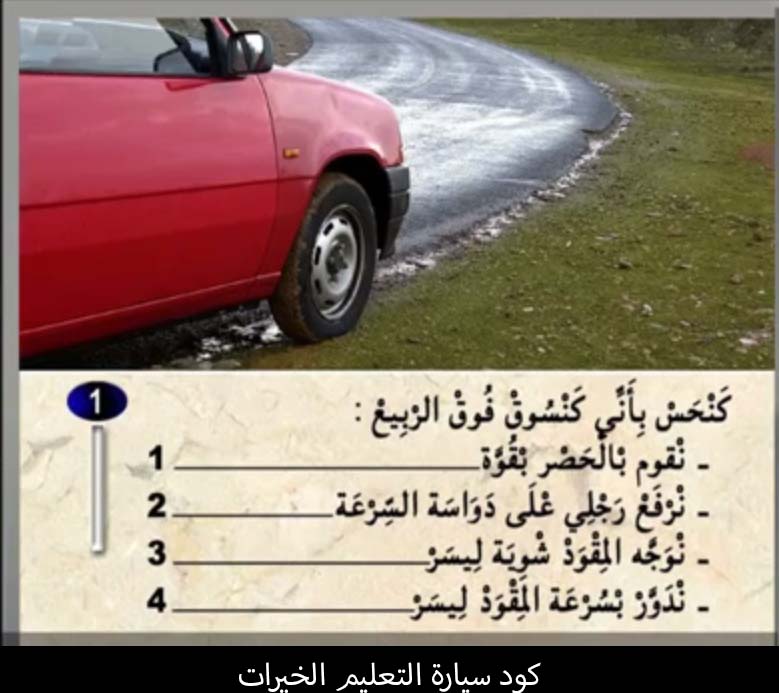 1
كَنْحَسْ بِأَنِّي كَنْسُوقْ فُوقْ الرْبِيعْ :
- نْقوم بْالْحَصْر بْقُوَّة 1
- نْرْفَعْ رَجْلِي عْلَى دَوَاسَة السِّرْعَة 2
- نْوَجَّه المِقْوَدْ شْوِيَة لِيسَرْ 3
- نْدَوَّرْ بْسُرْعَة المَِقْوَدْ لِيسَرْ 4
كود سيارة التعليم الخيرات